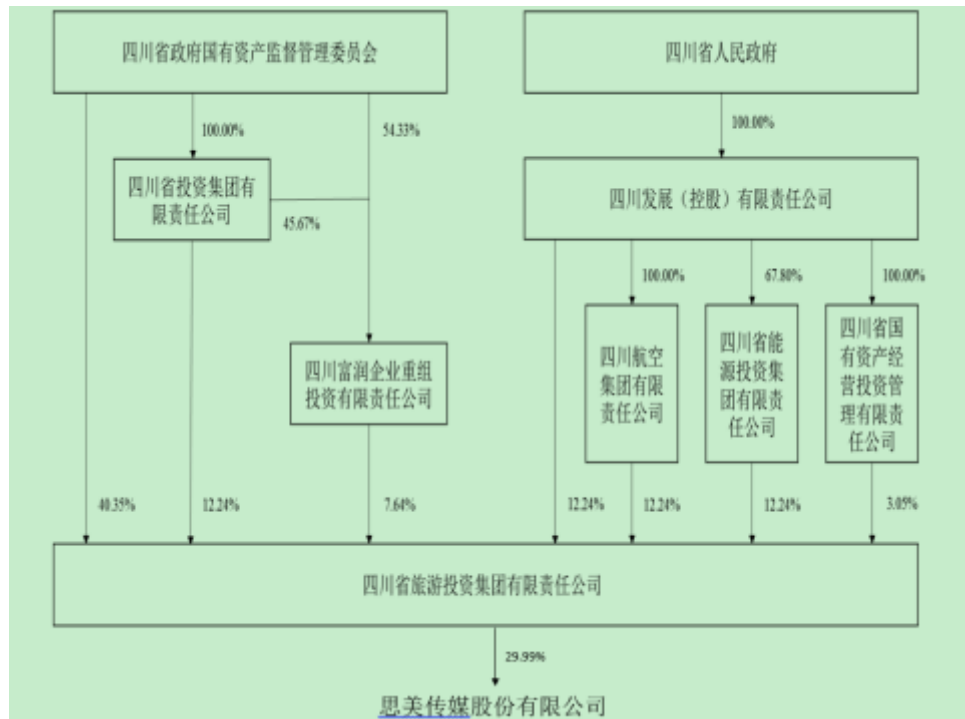 四川省政府国有资产监督管理委员会
四川省人民政府
100.00%
54.33%
100.00%
四川省投资集团有
限责任公司
45.67%
四川发展（控股）有限责任公司
100.00%
67.80%
100.00%
四川富润企业重组
投资有限责任公司
四川航空
集团有限
责任公司
四川省能
源投资集
团有限责
任公司
四川省国
有资产经
营投资管
理有限责
任公司
40.35%
12.24%
7.64%
12.24%
12.24%
12.24%
3.05%
四川省旅游投资集团有限责任公司
29.99%
思美传媒股份有限公司